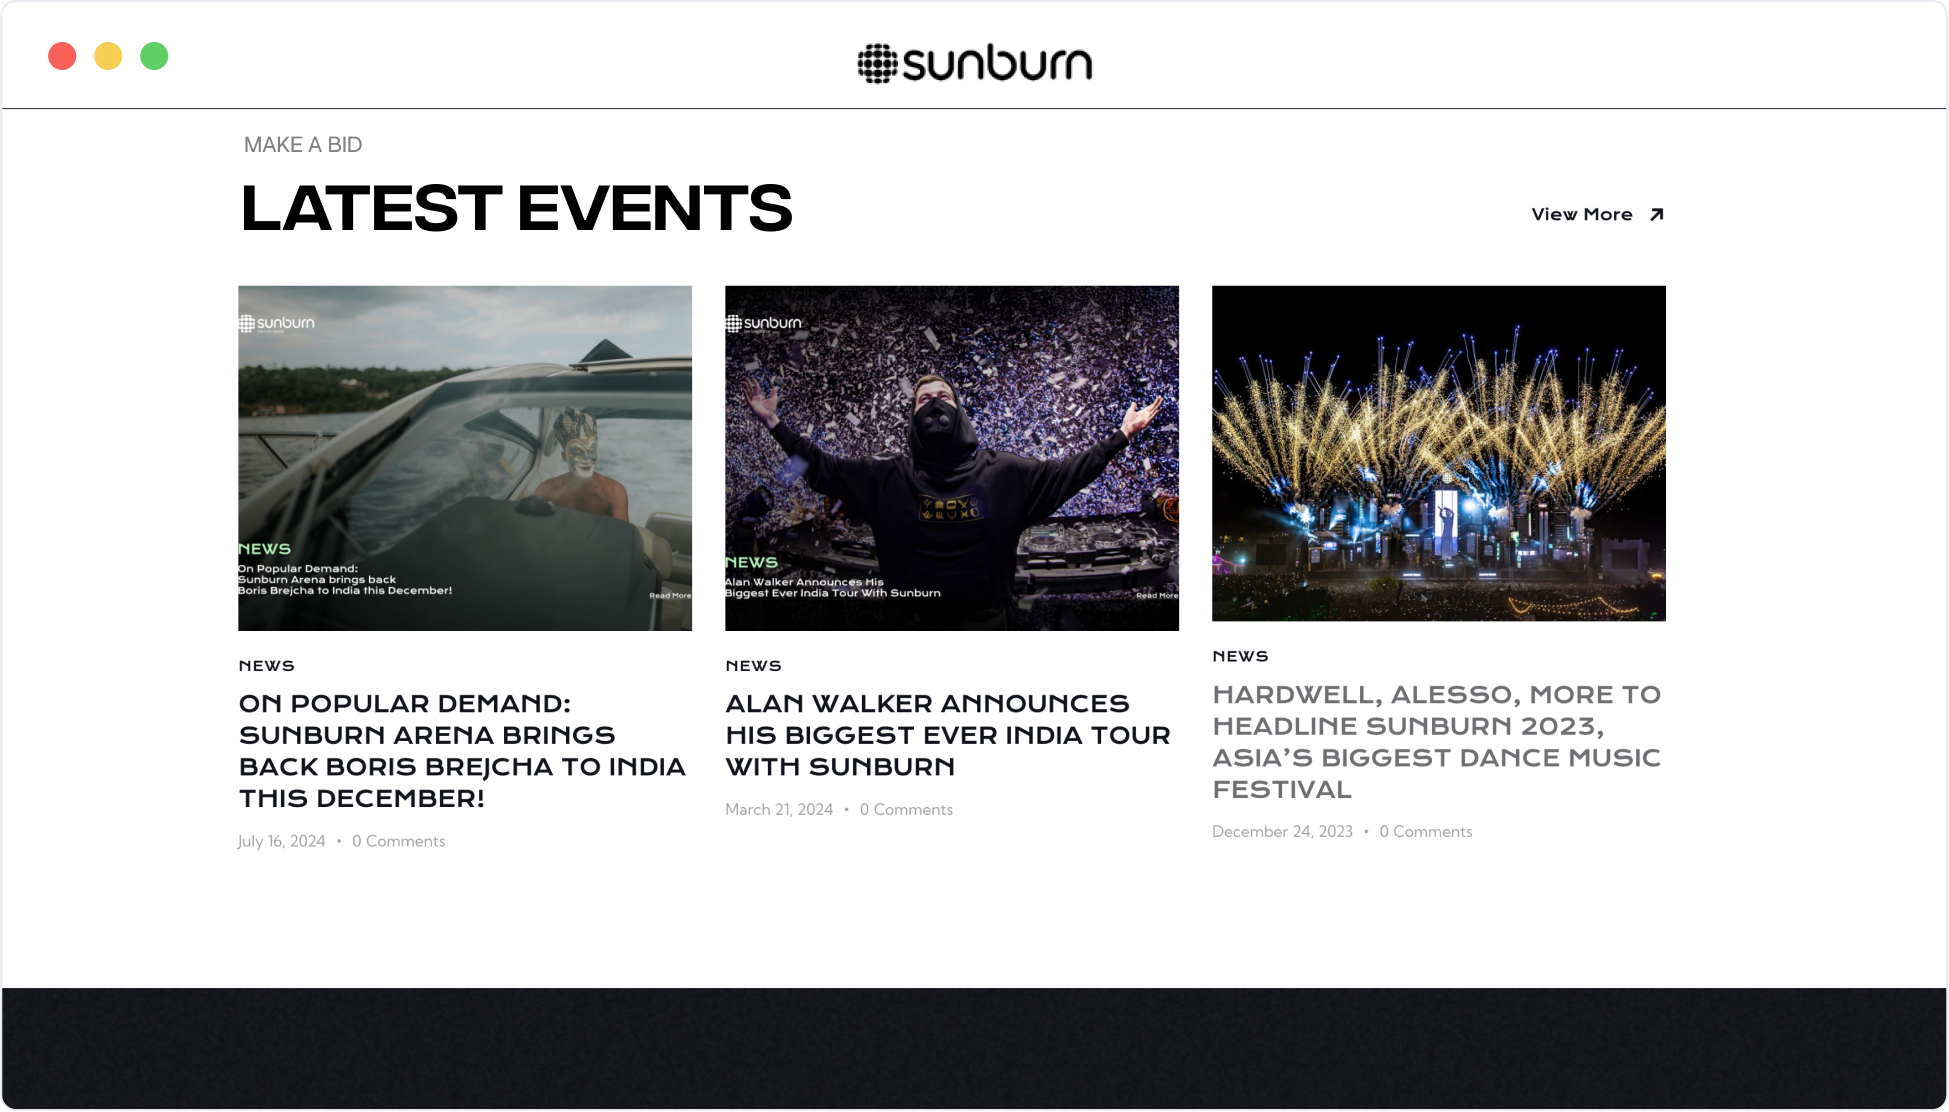 sunburn
MAKE A BID
LATEST EVENTS
View More
sunburn
NEWS
On Popular Demand:
Sunburn Arena brings back
Boris Brejcha to India this December!
Read More
NEWS
ON POPULAR DEMAND:
SUNBURN ARENA BRINGS
BACK BORIS BREJCHA TO INDIA
THIS DECEMBER!
July 16, 2024 • 0 Comments
sunburn
NEWS
Alan Walker Announces His
Biggest Ever India Tour With Sunburn
Read More
NEWS
ALAN WALKER ANNOUNCES
HIS BIGGEST EVER INDIA TOUR
WITH SUNBURN
March 21, 2024 • 0 Comments
NEWS
HARDWELL, ALESSO, MORE TO
HEADLINE SUNBURN 2023,
ASIA’S BIGGEST DANCE MUSIC
FESTIVAL
December 24, 2023 • 0 Comments